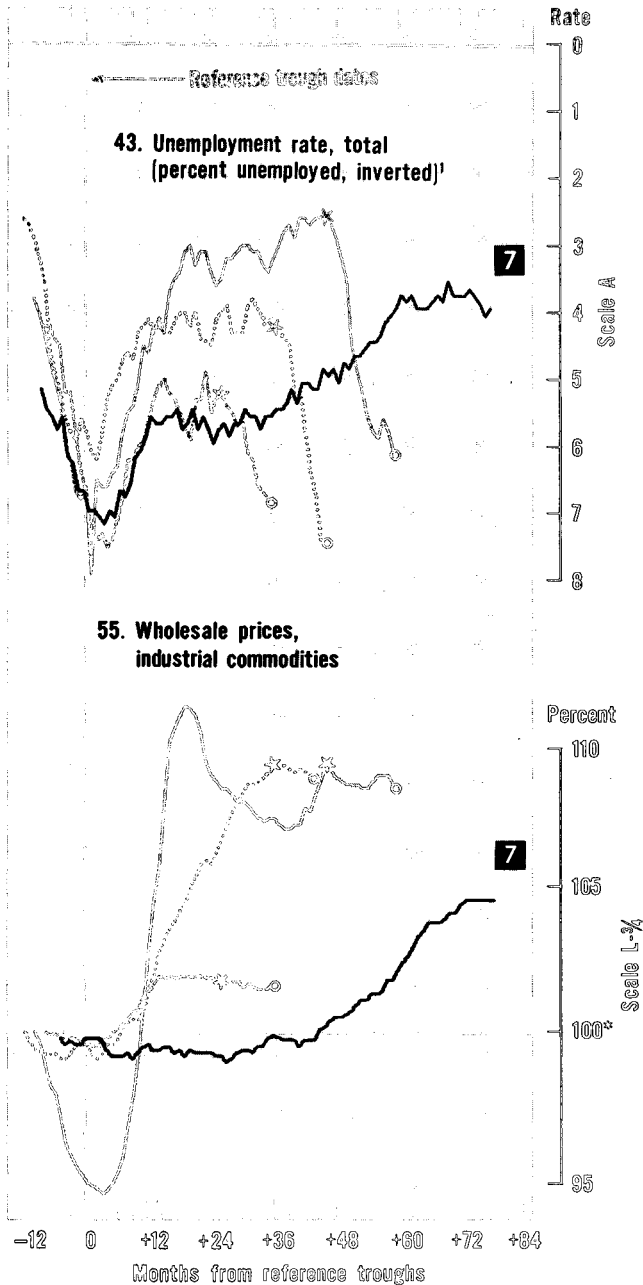 Rate
0
Reference trough dates
1
43. Unemployment rate, total
(percent unemployed, inverted)¹
2
3
7
4
Scale A
5
6
7
8
55. Wholesale prices,
industrial commodities
Percent
110
7
105
Scale L-¾
100*
95
-12 0 +12 +24 +36 +48 +60 +72 +84
Months from reference troughs